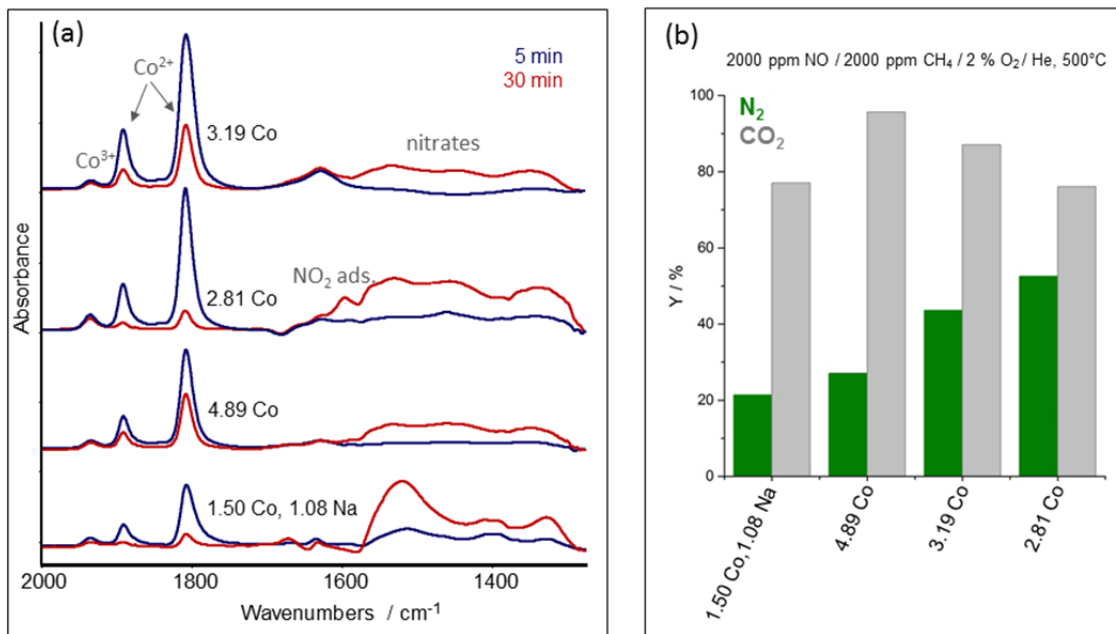 (a)
5 min
30 min
Co2+
Co3+
3.19 Co
nitrates
NO2 ads.
2.81 Co
4.89 Co
1.50 Co, 1.08 Na
Absorbance
2000
1800
1600
1400
Wavenumbers / cm-1
(b)
2000 ppm NO / 2000 ppm CH4 / 2 % O2 / He, 500°C
N2
CO2
100
80
60
40
20
0
Y / %
1.50 Co, 1.08 Na
4.89 Co
3.19 Co
2.81 Co